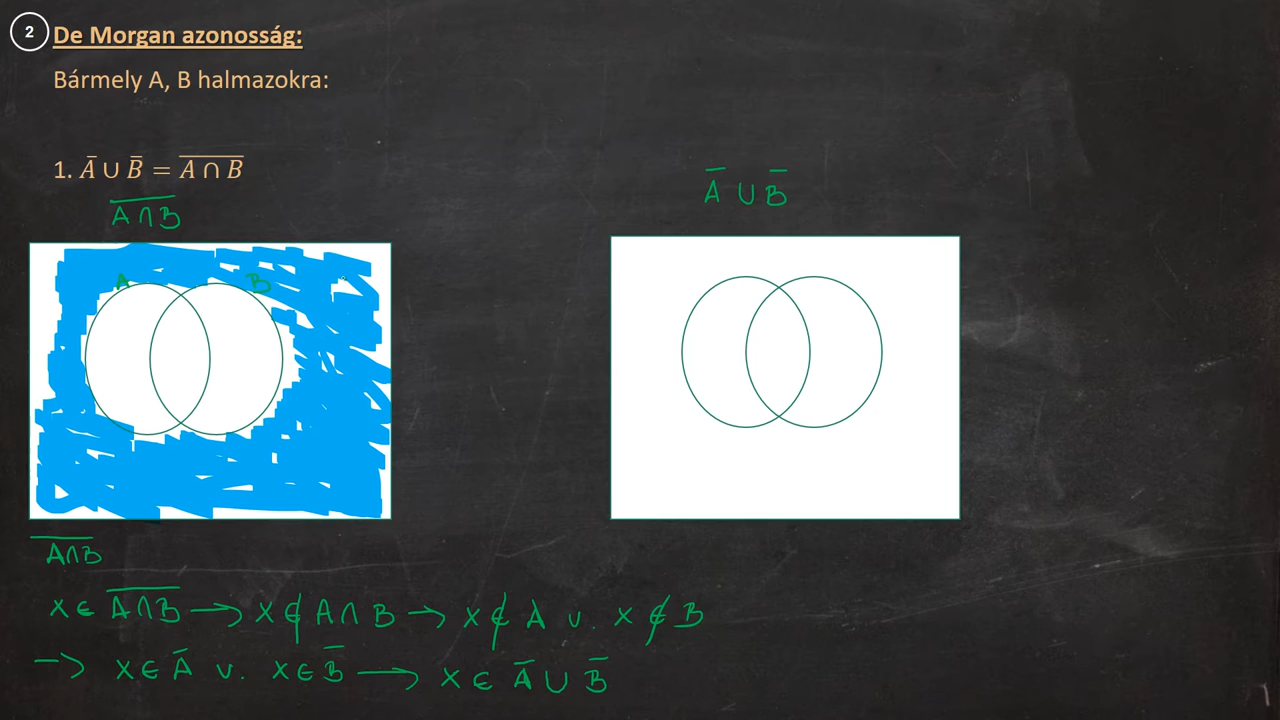 2 De Morgan azonosság:
Bármely A, B halmazokra:
1. Ā ∪ B̄ = \overline{A ∩ B}
\overline{A ∩ B}
Ā ∪ B̄
A B
\overline{A∩B}
x ∈ \overline{A∩B} → x ∉ A ∩ B → x ∉ A v. x ∉ B
→ x ∈ Ā v. x ∈ B̄ → x ∈ Ā ∪ B̄